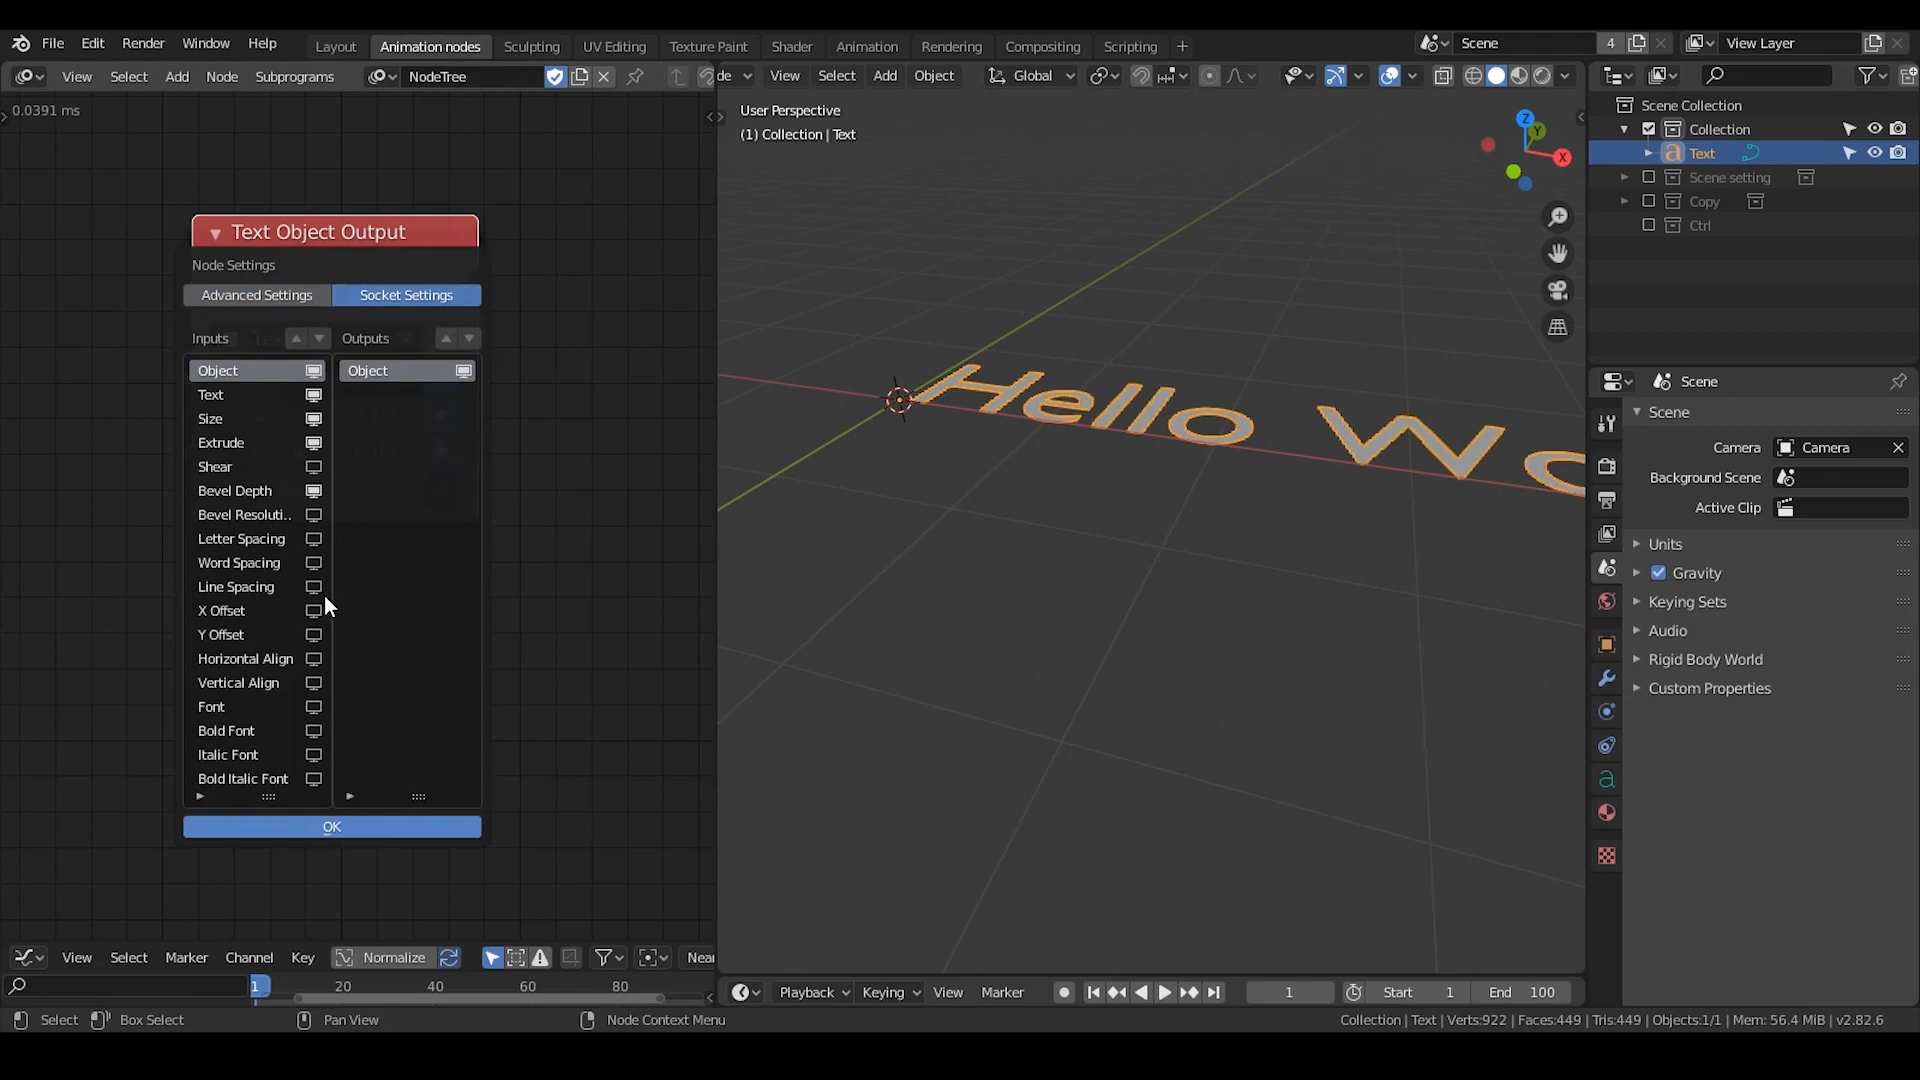 File Edit Render Window Help Layout Animation nodes Sculpting UV Editing Texture Paint Shader Animation Rendering Compositing Scripting Scene 4 View Layer
View Select Add Node Subprograms NodeTree de View Select Add Object Global
0.0391 ms
User Perspective
(1) Collection | Text
Z
Y
X
Scene Collection
Collection
Text
Scene setting
Copy
Ctrl
Text Object Output
Node Settings
Advanced Settings Socket Settings
Inputs Outputs
Object Object
Text
Size
Extrude
Shear
Bevel Depth
Bevel Resoluti..
Letter Spacing
Word Spacing
Line Spacing
X Offset
Y Offset
Horizontal Align
Vertical Align
Font
Bold Font
Italic Font
Bold Italic Font
OK
Hello Wo
Scene
Scene
Camera Camera
Background Scene
Active Clip
Units
Gravity
Keying Sets
Audio
Rigid Body World
Custom Properties
View Select Marker Channel Key Normalize Near
1 20 40 60 80
Playback Keying View Marker 1 Start 1 End 100
Select Box Select Pan View Node Context Menu Collection | Text | Verts:922 | Faces:449 | Tris:449 | Objects:1/1 | Mem: 56.4 MiB | v2.82.6